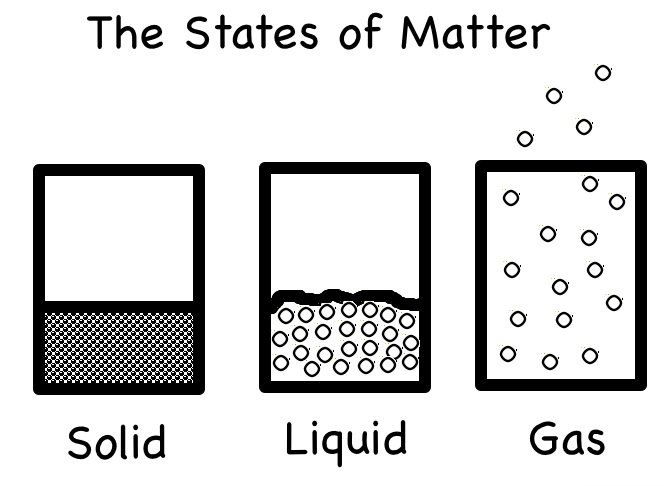 The States of Matter
Solid
Liquid
Gas